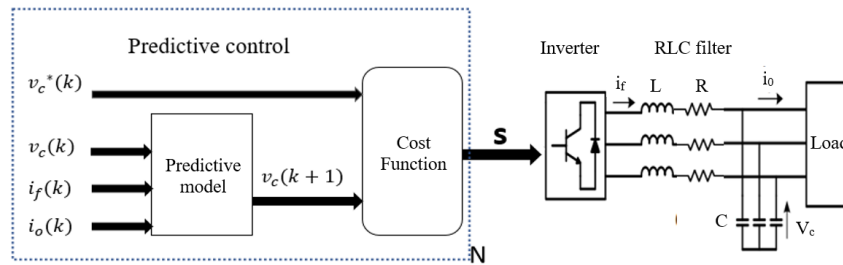 Predictive control
v_c*(k)
v_c(k)
i_f(k)
i_o(k)
Predictive
model
v_c(k + 1)
Cost
Function
S
N
Inverter
RLC filter
i_f
L
R
i_0
Load
C
V_c